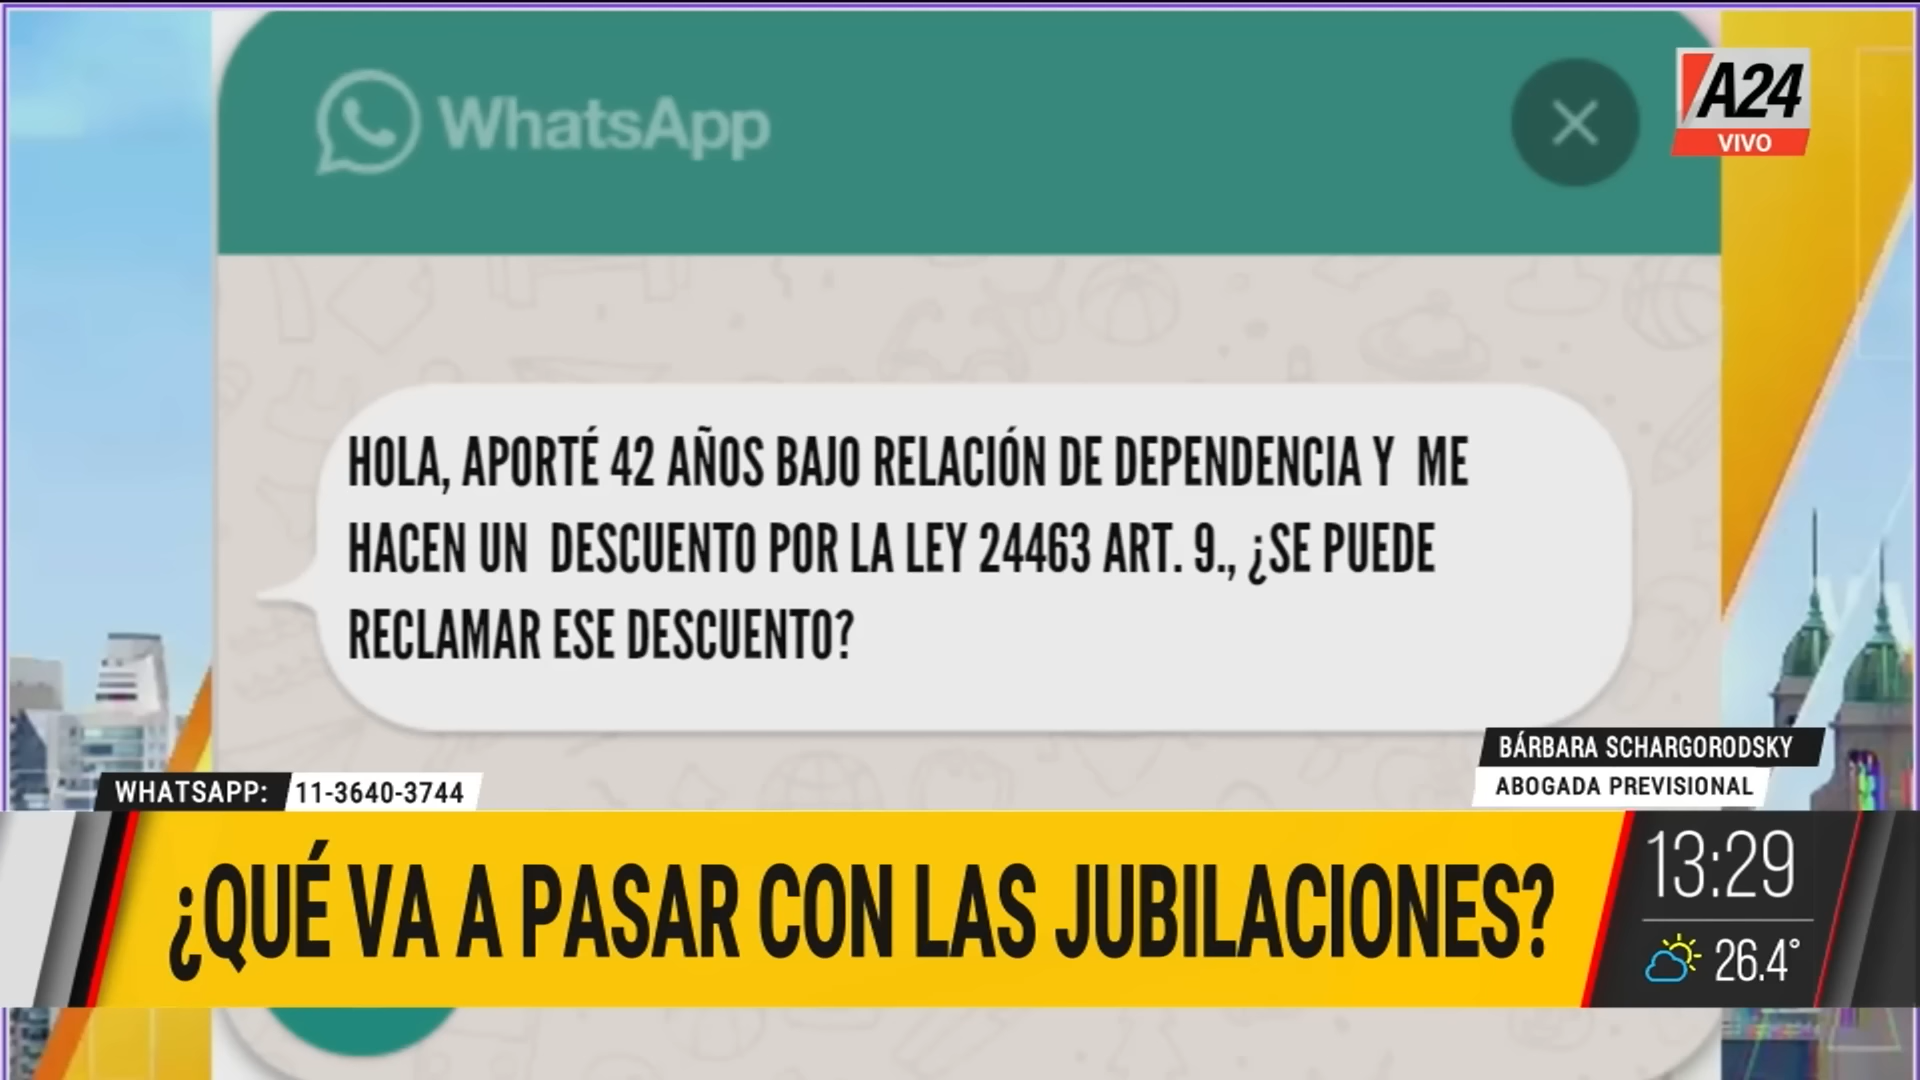 WhatsApp
A24
VIVO
HOLA, APORTÉ 42 AÑOS BAJO RELACIÓN DE DEPENDENCIA Y  ME
HACEN UN  DESCUENTO POR LA LEY 24463 ART. 9., ¿SE PUEDE
RECLAMAR ESE DESCUENTO?
BÁRBARA SCHARGORODSKY
ABOGADA PREVISIONAL
WHATSAPP: 11-3640-3744
¿QUÉ VA A PASAR CON LAS JUBILACIONES?
13:29
26.4°